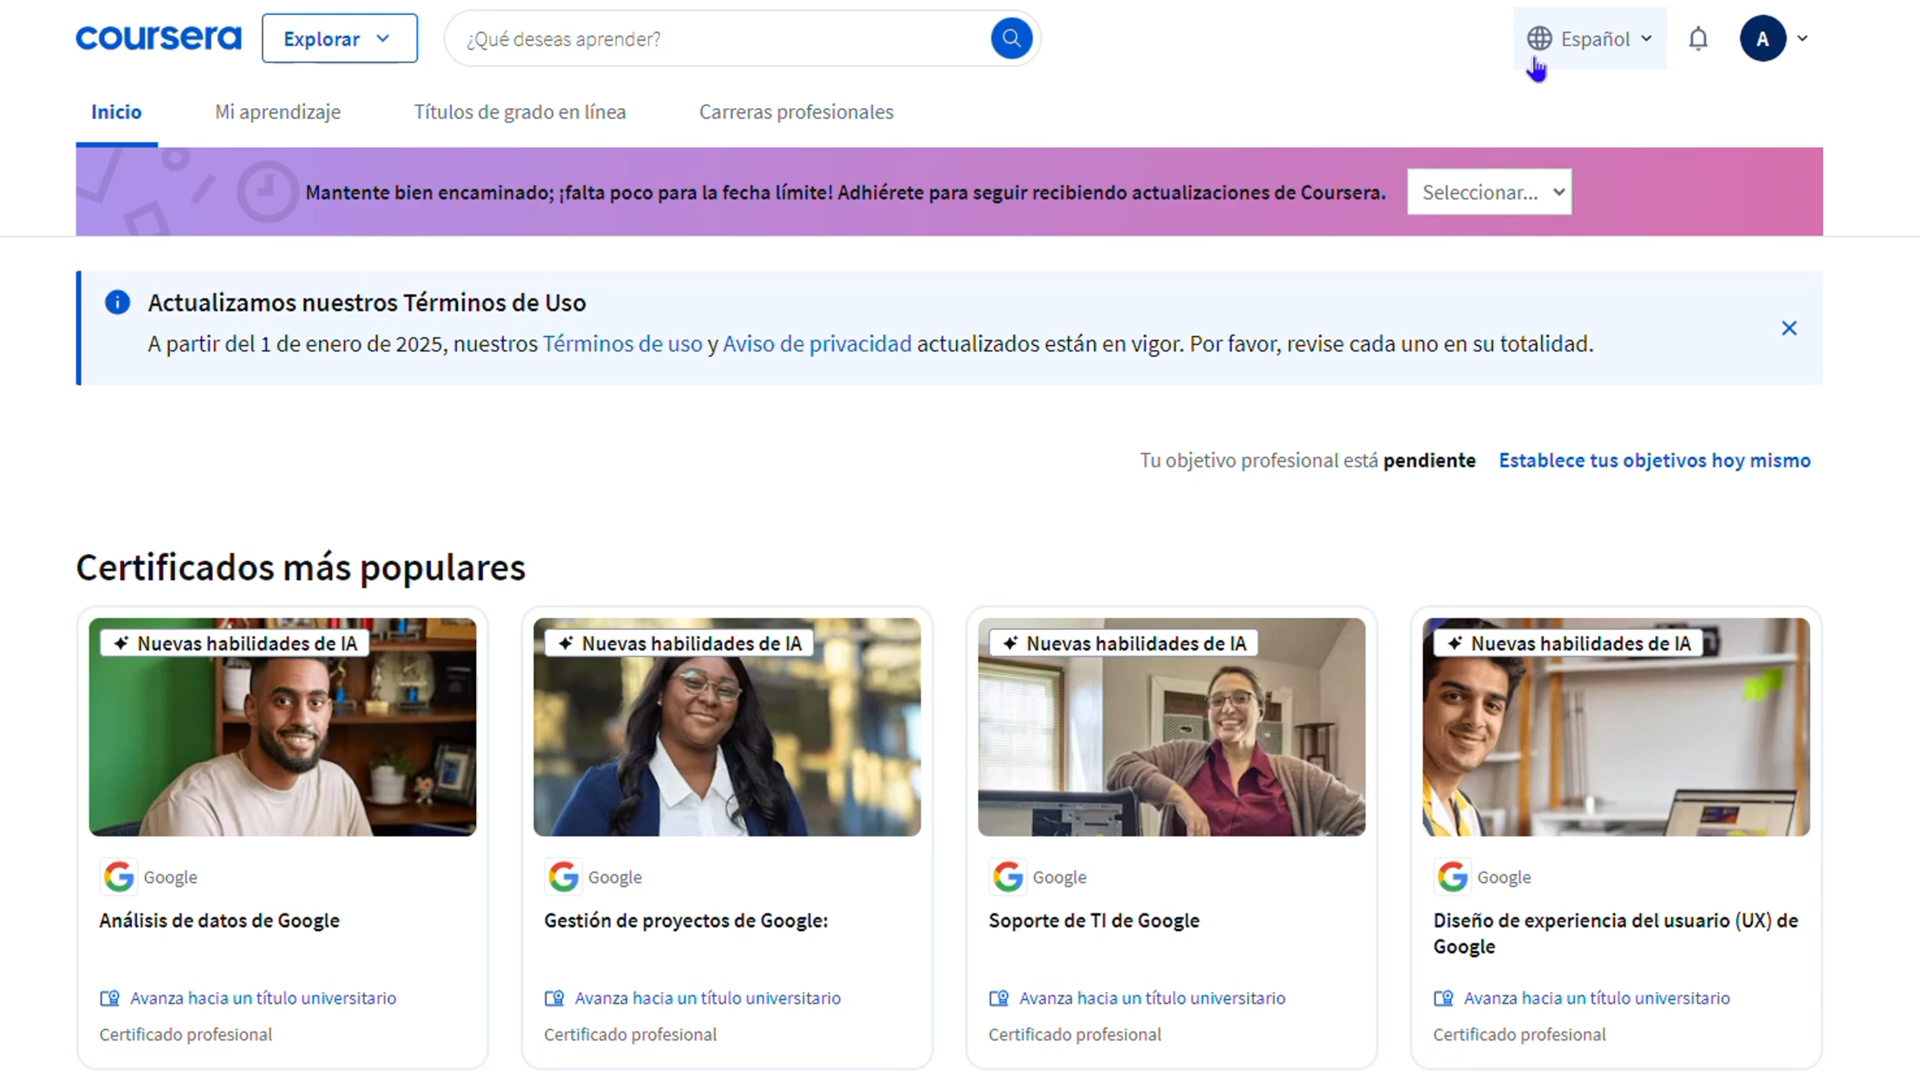 coursera
Explorar
¿Qué deseas aprender?
Español
A
Inicio
Mi aprendizaje
Títulos de grado en línea
Carreras profesionales
Mantente bien encaminado; ¡falta poco para la fecha límite! Adhiérete para seguir recibiendo actualizaciones de Coursera.
Seleccionar...
Actualizamos nuestros Términos de Uso
A partir del 1 de enero de 2025, nuestros Términos de uso y Aviso de privacidad actualizados están en vigor. Por favor, revise cada uno en su totalidad.
Tu objetivo profesional está pendiente
Establece tus objetivos hoy mismo
Certificados más populares
Nuevas habilidades de IA
Google
Análisis de datos de Google
Avanza hacia un título universitario
Certificado profesional
Nuevas habilidades de IA
Google
Gestión de proyectos de Google:
Avanza hacia un título universitario
Certificado profesional
Nuevas habilidades de IA
Google
Soporte de TI de Google
Avanza hacia un título universitario
Certificado profesional
Nuevas habilidades de IA
Google
Diseño de experiencia del usuario (UX) de
Google
Avanza hacia un título universitario
Certificado profesional